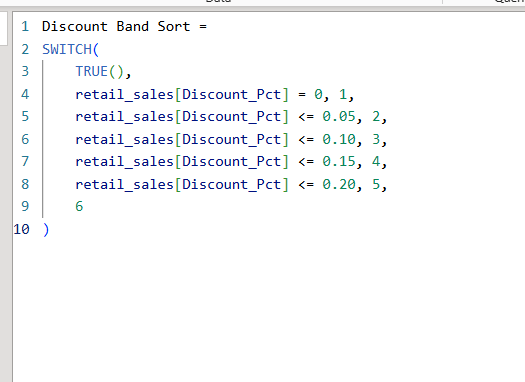 1 Discount Band Sort =
2 SWITCH(
3     TRUE(),
4     retail_sales[Discount_Pct] = 0, 1,
5     retail_sales[Discount_Pct] <= 0.05, 2,
6     retail_sales[Discount_Pct] <= 0.10, 3,
7     retail_sales[Discount_Pct] <= 0.15, 4,
8     retail_sales[Discount_Pct] <= 0.20, 5,
9     6
10 )